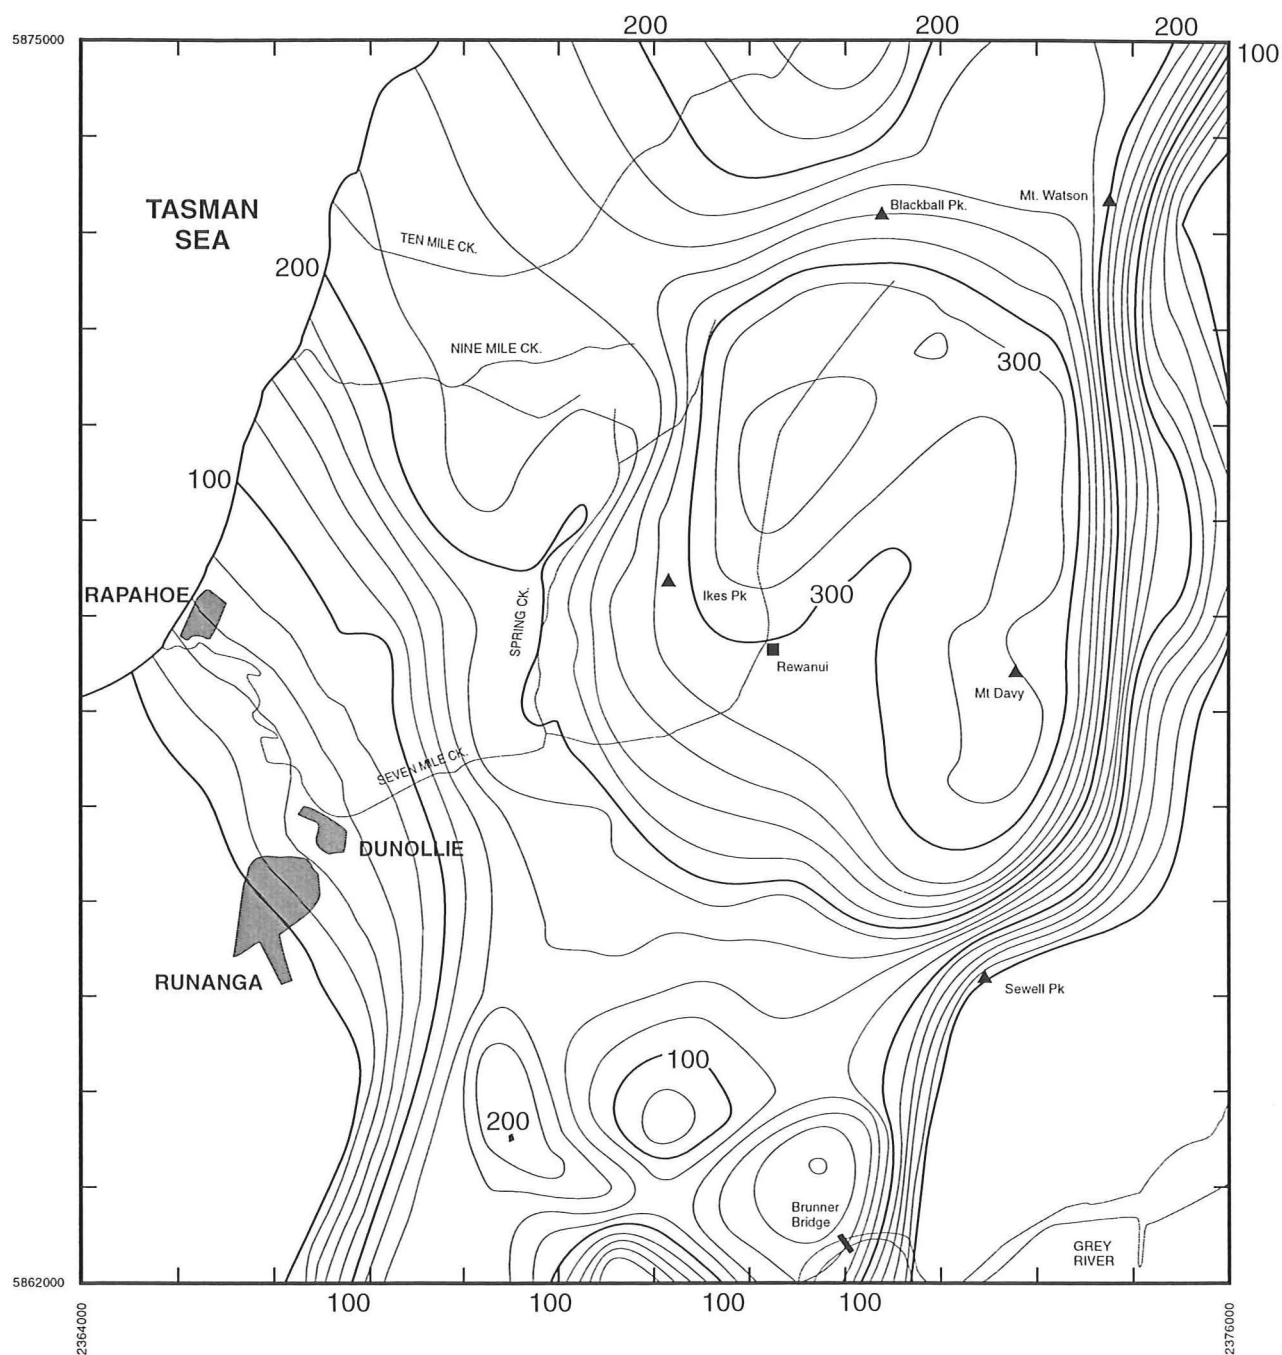 200
200
200
5875000
100
Mt. Watson
Blackball Pk.
TASMAN
SEA
TEN MILE CK.
200
NINE MILE CK.
300
100
RAPAHOE
Ikes Pk
300
SPRING CK.
Rewanui
Mt Davy
SEVEN MILE CK.
DUNOLLIE
RUNANGA
Sewell Pk
100
200
Brunner
Bridge
GREY
RIVER
5862000
100
100
100
100
2364000
2376000